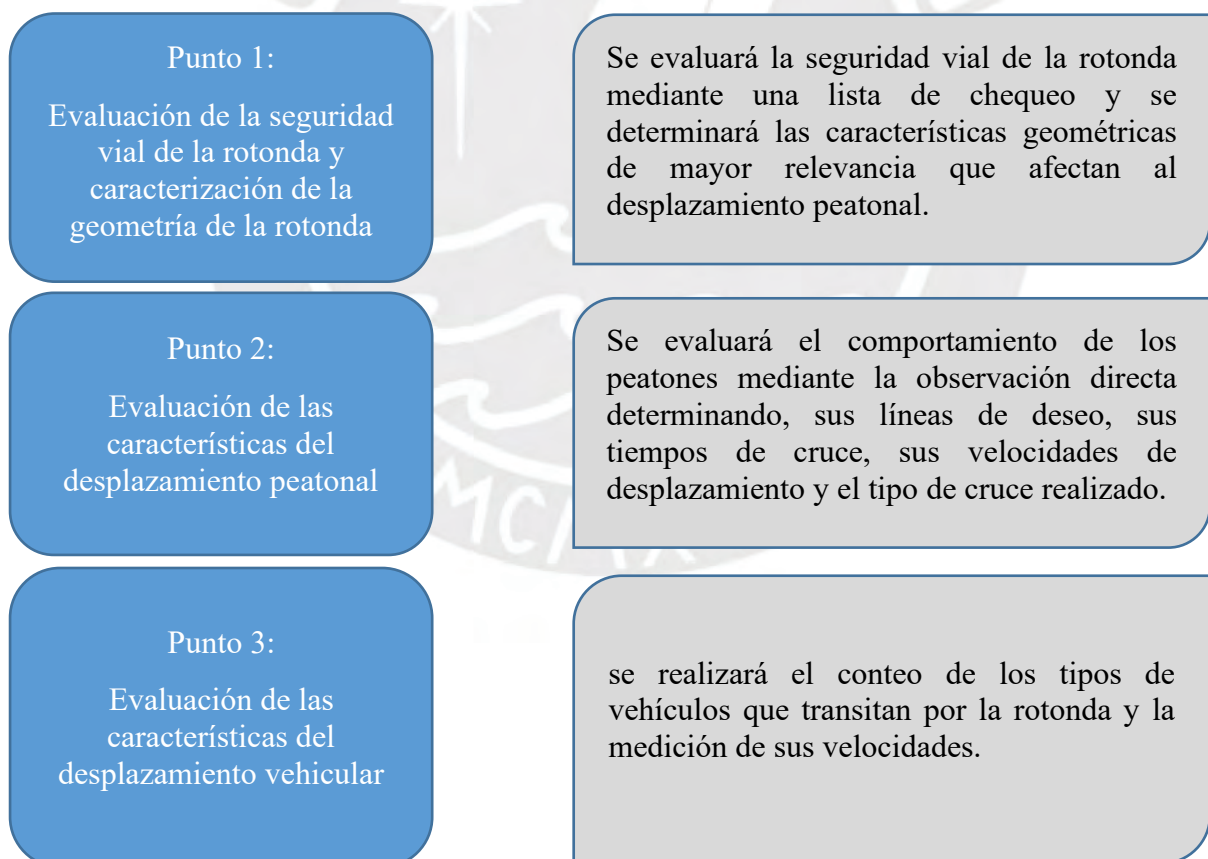 Punto 1:
Evaluación de la seguridad
vial de la rotonda y
caracterización de la
geometría de la rotonda
Se evaluará la seguridad vial de la rotonda
mediante una lista de chequeo y se
determinará las características geométricas
de mayor relevancia que afectan al
desplazamiento peatonal.
Punto 2:
Evaluación de las
características del
desplazamiento peatonal
Se evaluará el comportamiento de los
peatones mediante la observación directa
determinando, sus líneas de deseo, sus
tiempos de cruce, sus velocidades de
desplazamiento y el tipo de cruce realizado.
Punto 3:
Evaluación de las
características del
desplazamiento vehicular
se realizará el conteo de los tipos de
vehículos que transitan por la rotonda y la
medición de sus velocidades.